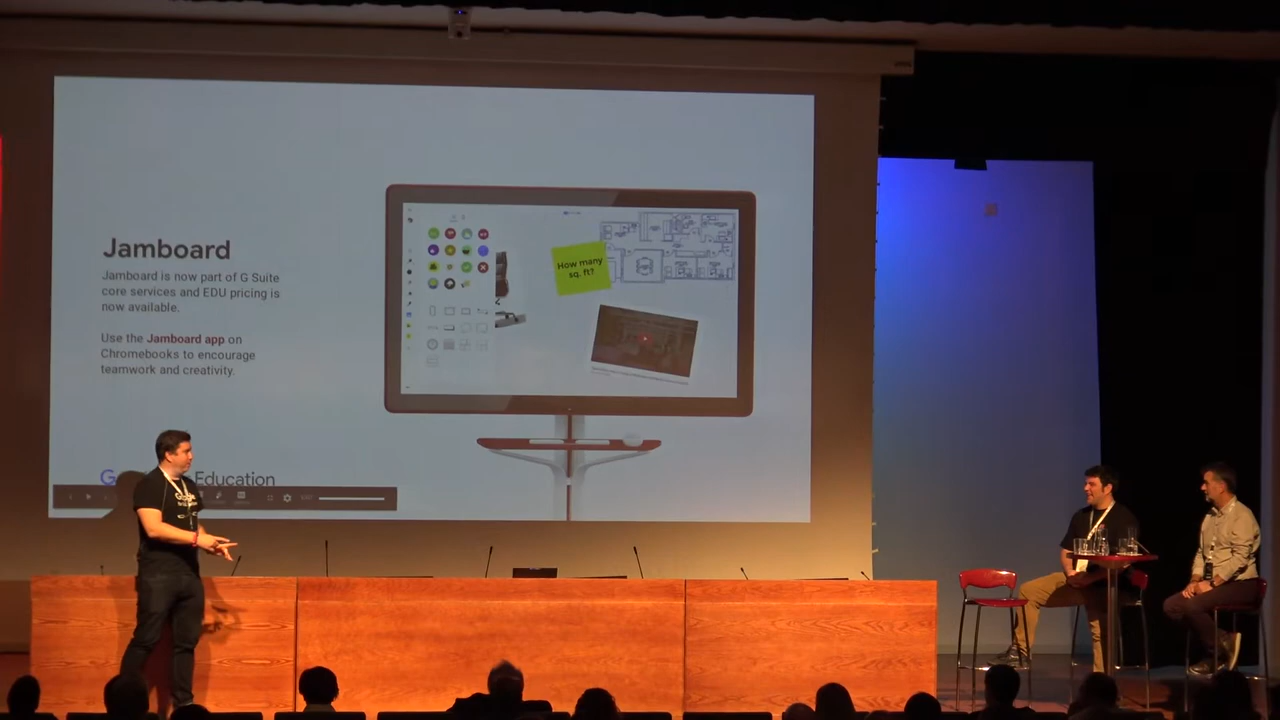 Jamboard
Jamboard is now part of G Suite
core services and EDU pricing is
now available.
Use the Jamboard app on
Chromebooks to encourage
teamwork and creativity.
How many
sq. ft?
Education
Google